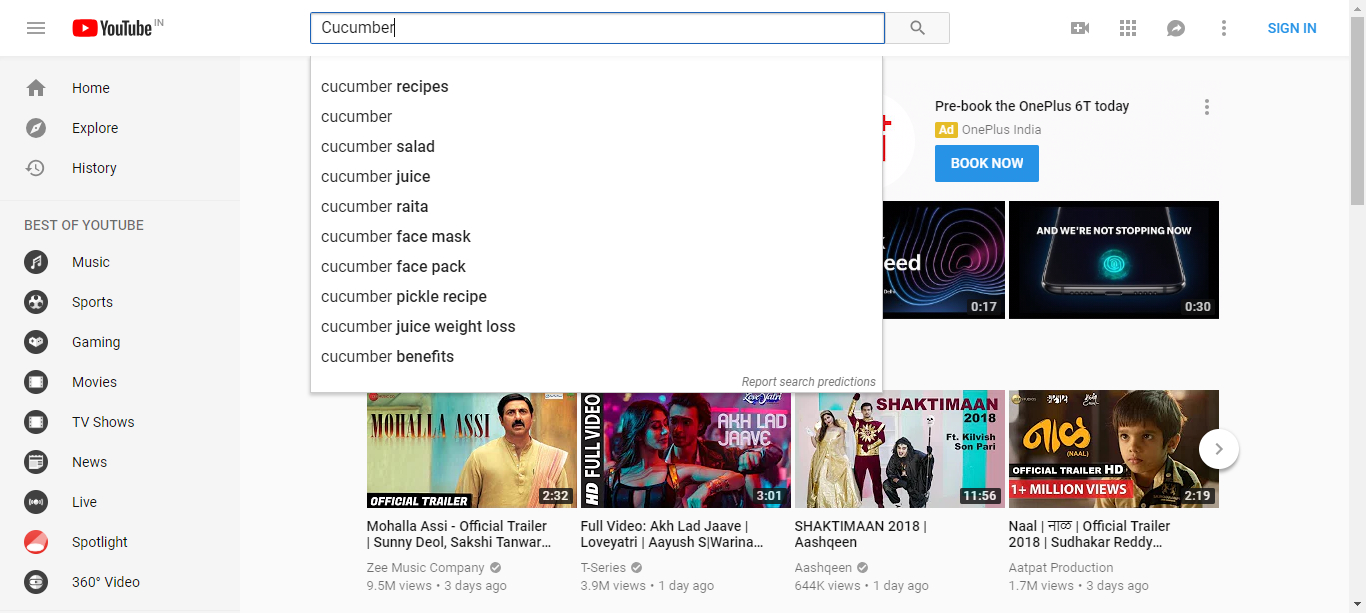 YouTube IN
Cucumber
SIGN IN
Home
Explore
History
BEST OF YOUTUBE
Music
Sports
Gaming
Movies
TV Shows
News
Live
Spotlight
360° Video
cucumber recipes
cucumber
cucumber salad
cucumber juice
cucumber raita
cucumber face mask
cucumber face pack
cucumber pickle recipe
cucumber juice weight loss
cucumber benefits
Report search predictions
Pre-book the OnePlus 6T today
Ad OnePlus India
BOOK NOW
eed
0:17
AND WE'RE NOT STOPPING NOW
0:30
MOHALLA ASSI
OFFICIAL TRAILER
2:32
Mohalla Assi - Official Trailer
| Sunny Deol, Sakshi Tanwar...
Zee Music Company
9.5M views • 3 days ago
HD FULL VIDEO
LoveYatri
AKH LAD
JAAVE
3:01
Full Video: Akh Lad Jaave |
Loveyatri | Aayush S|Warina...
T-Series
3.9M views • 1 day ago
SHAKTIMAAN
2018
Ft. Kilvish
Son Pari
11:56
SHAKTIMAAN 2018 |
Aashqeen
Aashqeen
644K views • 1 day ago
नाळ
(NAAL)
OFFICIAL TRAILER HD
1+ MILLION VIEWS
2:19
Naal | नाळ | Official Trailer
2018 | Sudhakar Reddy...
Aatpat Production
1.7M views • 3 days ago